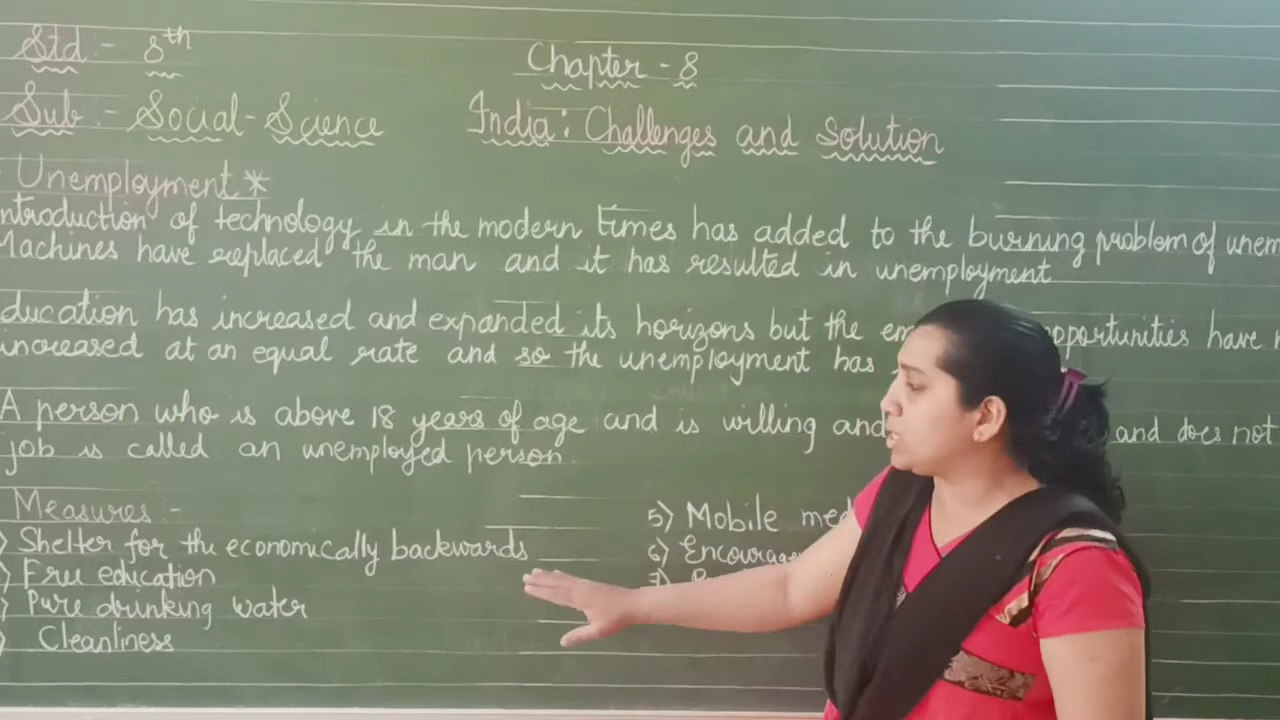 Std - 8th
Chapter - 8
Sub - Social - Science
India : Challenges and Solution
Unemployment *
ntroduction of technology in the modern times has added to the burning problem of unem
Machines have replaced the man and it has resulted in unemployment
ducation has increased and expanded its horizons but the em opportunities have
increased at an equal rate and so the unemployment has
A person who is above 18 years of age and is willing and and does not
job is called an unemployed person.
Measures :-
) Shelter for the economically backwards
) Free education
) Pure drinking water
) Cleanliness
5) Mobile med
6) Encourage
7)